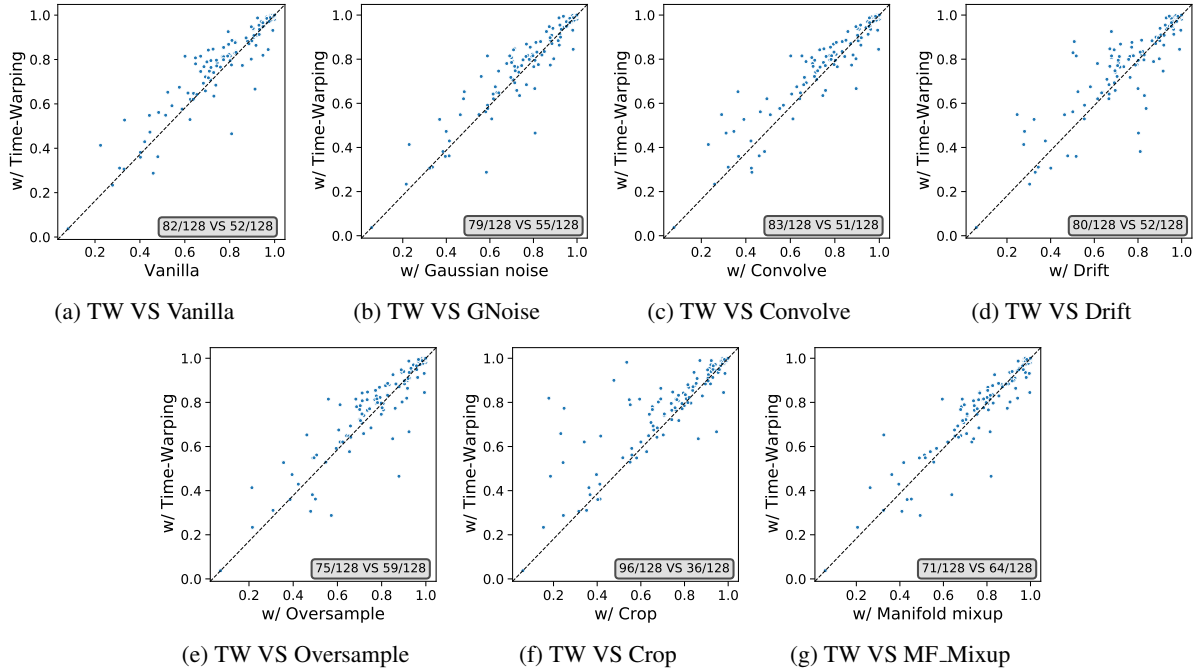 w/ Time-Warping
1.0
0.8
0.6
0.4
0.2
0.0
82/128 VS 52/128
0.2 0.4 0.6 0.8 1.0
Vanilla
(a) TW VS Vanilla
w/ Time-Warping
1.0
0.8
0.6
0.4
0.2
0.0
79/128 VS 55/128
0.2 0.4 0.6 0.8 1.0
w/ Gaussian noise
(b) TW VS GNoise
w/ Time-Warping
1.0
0.8
0.6
0.4
0.2
0.0
83/128 VS 51/128
0.2 0.4 0.6 0.8 1.0
w/ Convolve
(c) TW VS Convolve
w/ Time-Warping
1.0
0.8
0.6
0.4
0.2
0.0
80/128 VS 52/128
0.2 0.4 0.6 0.8 1.0
w/ Drift
(d) TW VS Drift
w/ Time-Warping
1.0
0.8
0.6
0.4
0.2
0.0
75/128 VS 59/128
0.2 0.4 0.6 0.8 1.0
w/ Oversample
(e) TW VS Oversample
w/ Time-Warping
1.0
0.8
0.6
0.4
0.2
0.0
96/128 VS 36/128
0.2 0.4 0.6 0.8 1.0
w/ Crop
(f) TW VS Crop
w/ Time-Warping
1.0
0.8
0.6
0.4
0.2
0.0
71/128 VS 64/128
0.2 0.4 0.6 0.8 1.0
w/ Manifold mixup
(g) TW VS MF_Mixup